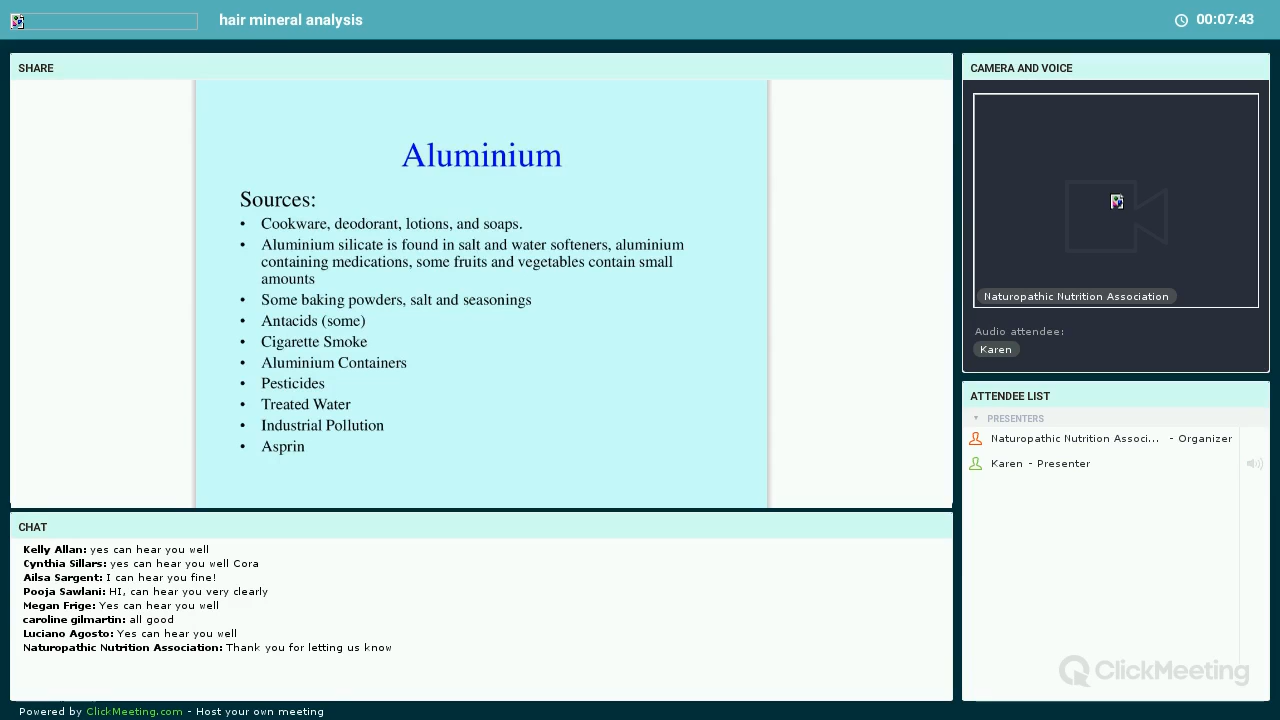 hair mineral analysis
00:07:43
SHARE
Aluminium
Sources:
• Cookware, deodorant, lotions, and soaps.
• Aluminium silicate is found in salt and water softeners, aluminium
containing medications, some fruits and vegetables contain small
amounts
• Some baking powders, salt and seasonings
• Antacids (some)
• Cigarette Smoke
• Aluminium Containers
• Pesticides
• Treated Water
• Industrial Pollution
• Asprin
CHAT
Kelly Allan: yes can hear you well
Cynthia Sillars: yes can hear you well Cora
Ailsa Sargent: I can hear you fine!
Pooja Sawlani: HI, can hear you very clearly
Megan Frige: Yes can hear you well
caroline gilmartin: all good
Luciano Agosto: Yes can hear you well
Naturopathic Nutrition Association: Thank you for letting us know
CAMERA AND VOICE
Naturopathic Nutrition Association
Audio attendee:
Karen
ATTENDEE LIST
PRESENTERS
Naturopathic Nutrition Associ... - Organizer
Karen - Presenter
ClickMeeting
Powered by ClickMeeting.com - Host your own meeting